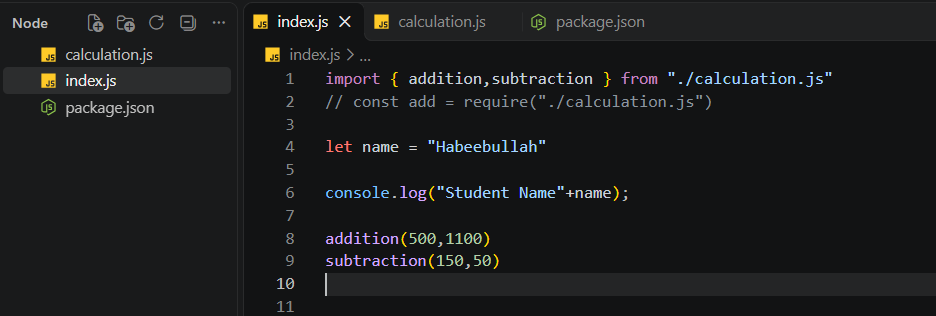 Node
calculation.js
index.js
package.json
index.js calculation.js package.json
index.js > ...
1 import { addition,subtraction } from "./calculation.js"
2 // const add = require("./calculation.js")
3
4 let name = "Habeebullah"
5
6 console.log("Student Name"+name);
7
8 addition(500,1100)
9 subtraction(150,50)
10
11